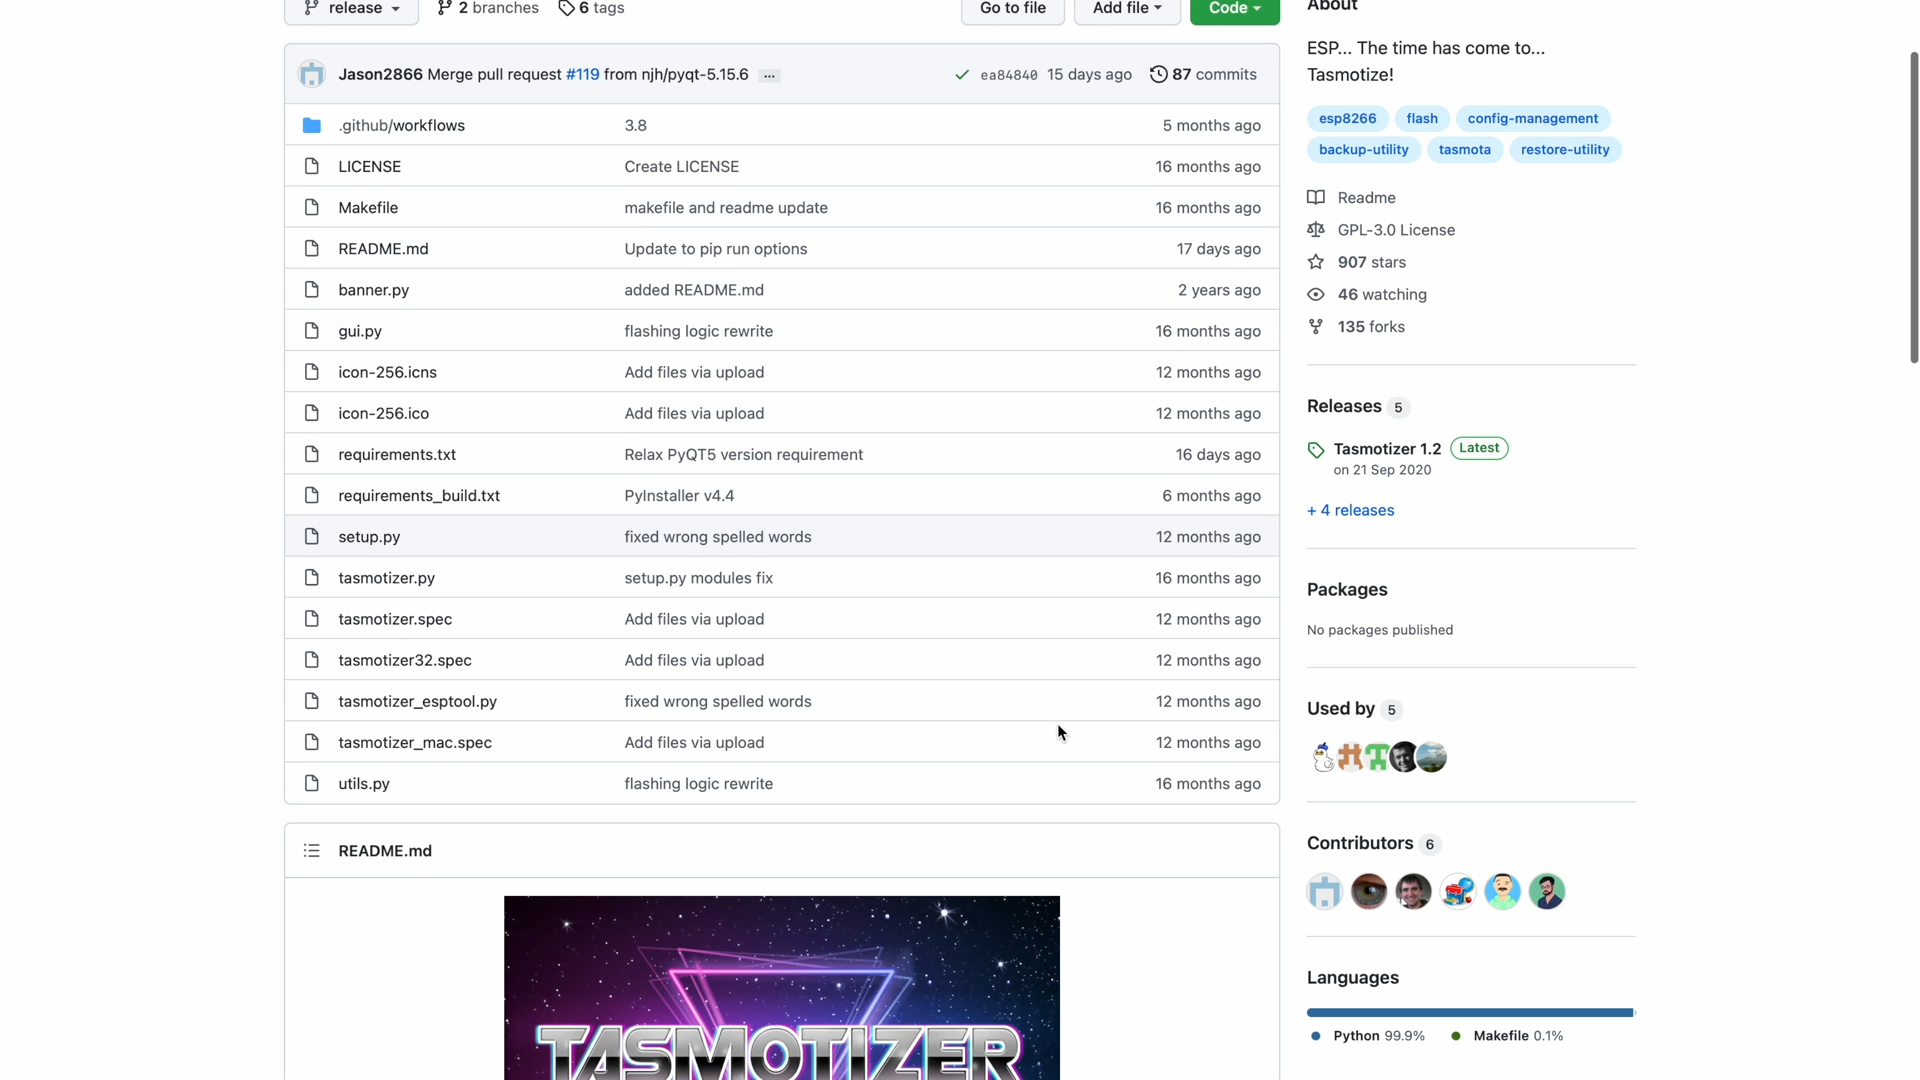 release 2 branches 6 tags Go to file Add file Code
Jason2866 Merge pull request #119 from njh/pyqt-5.15.6 ... ea84840 15 days ago 87 commits
.github/workflows 3.8 5 months ago
LICENSE Create LICENSE 16 months ago
Makefile makefile and readme update 16 months ago
README.md Update to pip run options 17 days ago
banner.py added README.md 2 years ago
gui.py flashing logic rewrite 16 months ago
icon-256.icns Add files via upload 12 months ago
icon-256.ico Add files via upload 12 months ago
requirements.txt Relax PyQT5 version requirement 16 days ago
requirements_build.txt PyInstaller v4.4 6 months ago
setup.py fixed wrong spelled words 12 months ago
tasmotizer.py setup.py modules fix 16 months ago
tasmotizer.spec Add files via upload 12 months ago
tasmotizer32.spec Add files via upload 12 months ago
tasmotizer_esptool.py fixed wrong spelled words 12 months ago
tasmotizer_mac.spec Add files via upload 12 months ago
utils.py flashing logic rewrite 16 months ago
README.md
TASMOTIZER
About
ESP... The time has come to...
Tasmotize!
esp8266 flash config-management
backup-utility tasmota restore-utility
Readme
GPL-3.0 License
907 stars
46 watching
135 forks
Releases 5
Tasmotizer 1.2 Latest
on 21 Sep 2020
+ 4 releases
Packages
No packages published
Used by 5
Contributors 6
Languages
Python 99.9% Makefile 0.1%